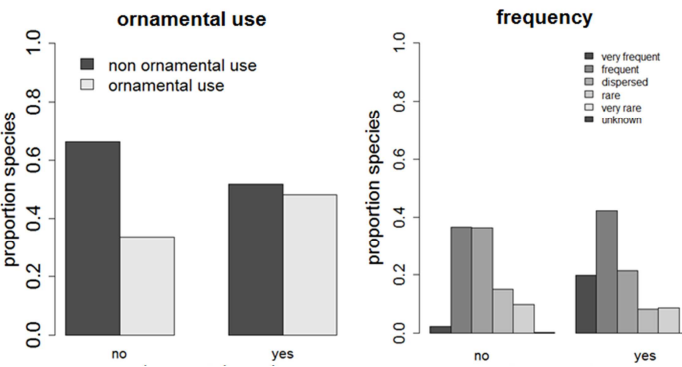 ornamental use
proportion species
0.0 0.2 0.4 0.6 0.8 1.0
non ornamental use
ornamental use
no yes
frequency
proportion species
0.0 0.2 0.4 0.6 0.8 1.0
very frequent
frequent
dispersed
rare
very rare
unknown
no yes